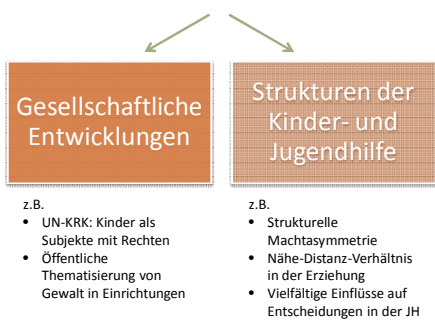 Gesellschaftliche
Entwicklungen
z.B.
• UN-KRK: Kinder als
Subjekte mit Rechten
• Öffentliche
Thematisierung von
Gewalt in Einrichtungen
Strukturen der
Kinder- und
Jugendhilfe
z.B.
• Strukturelle
Machtasymmetrie
• Nähe-Distanz-Verhältnis
in der Erziehung
• Vielfältige Einflüsse auf
Entscheidungen in der JH